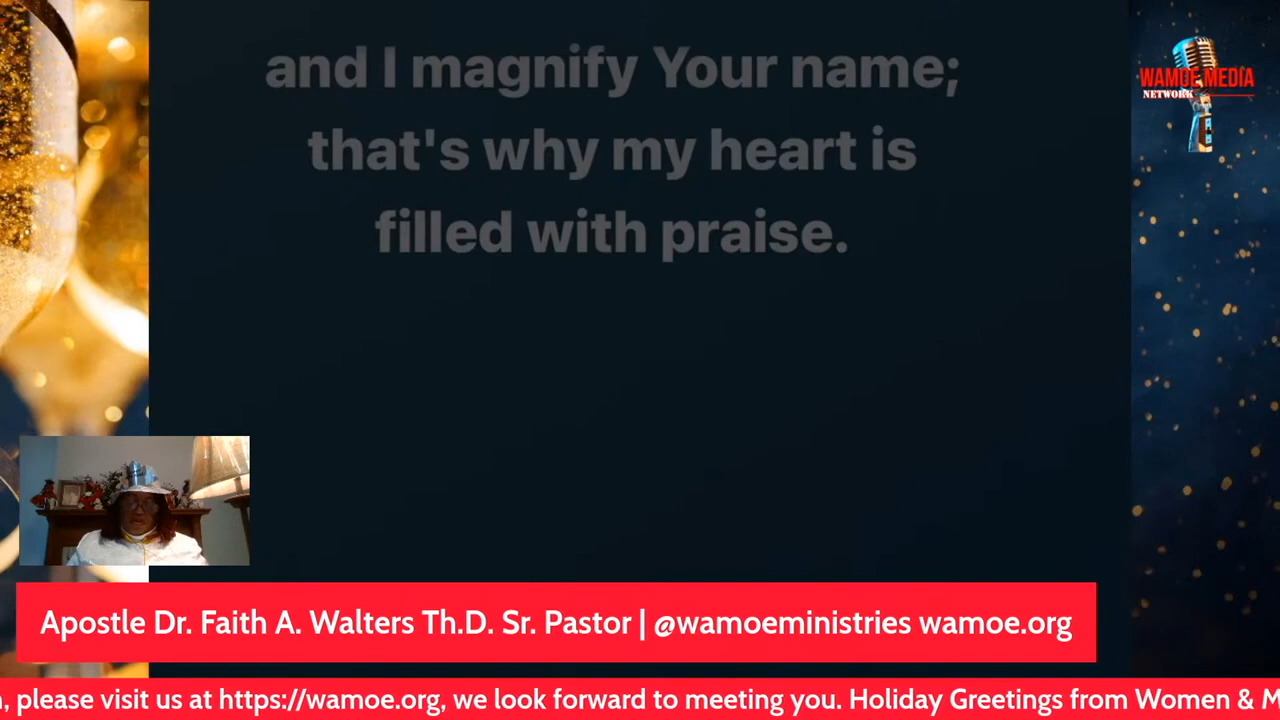 and I magnify Your name;
that's why my heart is
filled with praise.
WAMOE MEDIA
NETWORK
Apostle Dr. Faith A. Walters Th.D. Sr. Pastor | @wamoeministries wamoe.org
, please visit us at https://wamoe.org, we look forward to meeting you. Holiday Greetings from Women &